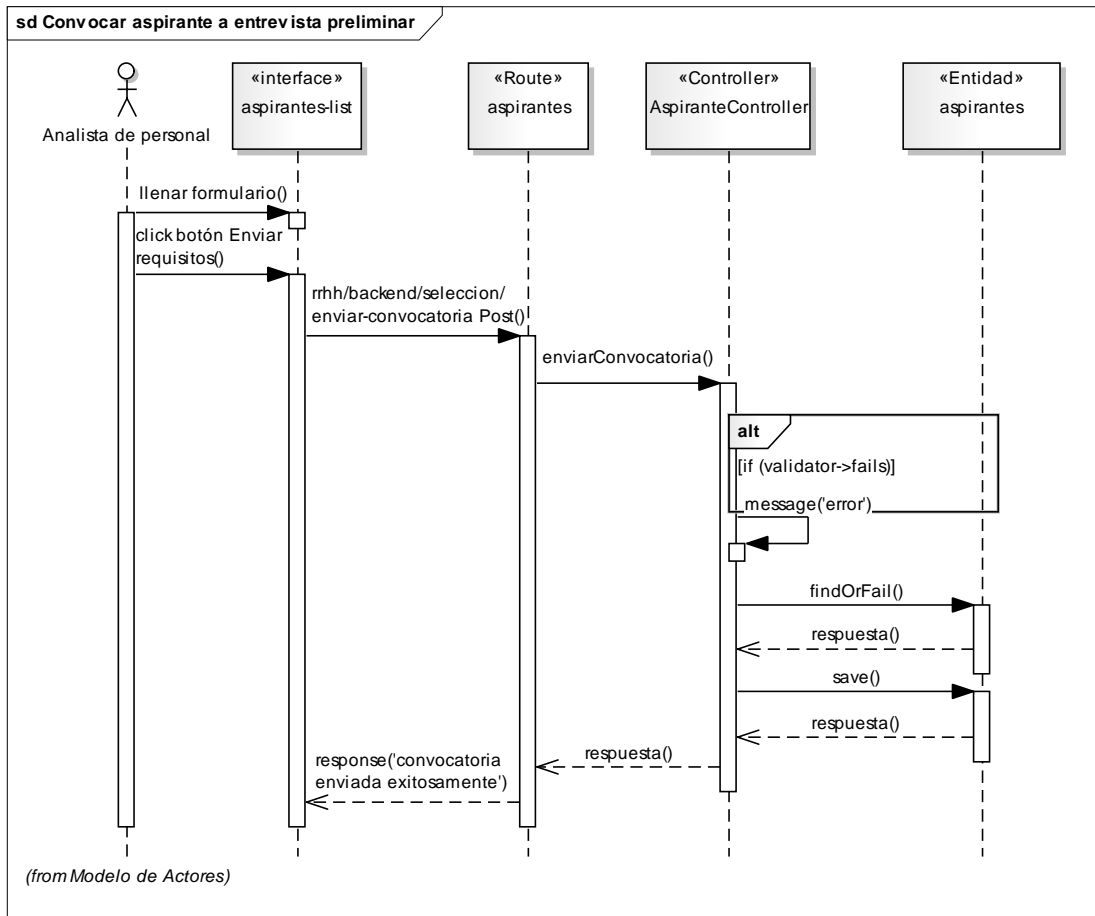 sd Convocar aspirante a entrevista preliminar
Analista de personal
«interface»
aspirantes-list
«Route»
aspirantes
«Controller»
AspiranteController
«Entidad»
aspirantes
llenar formulario()
click botón Enviar
requisitos()
rrhh/backend/seleccion/
enviar-convocatoria Post()
enviarConvocatoria()
alt
[if (validator->fails)]
message('error')
findOrFail()
respuesta()
save()
respuesta()
respuesta()
response('convocatoria
enviada exitosamente')
(from Modelo de Actores)